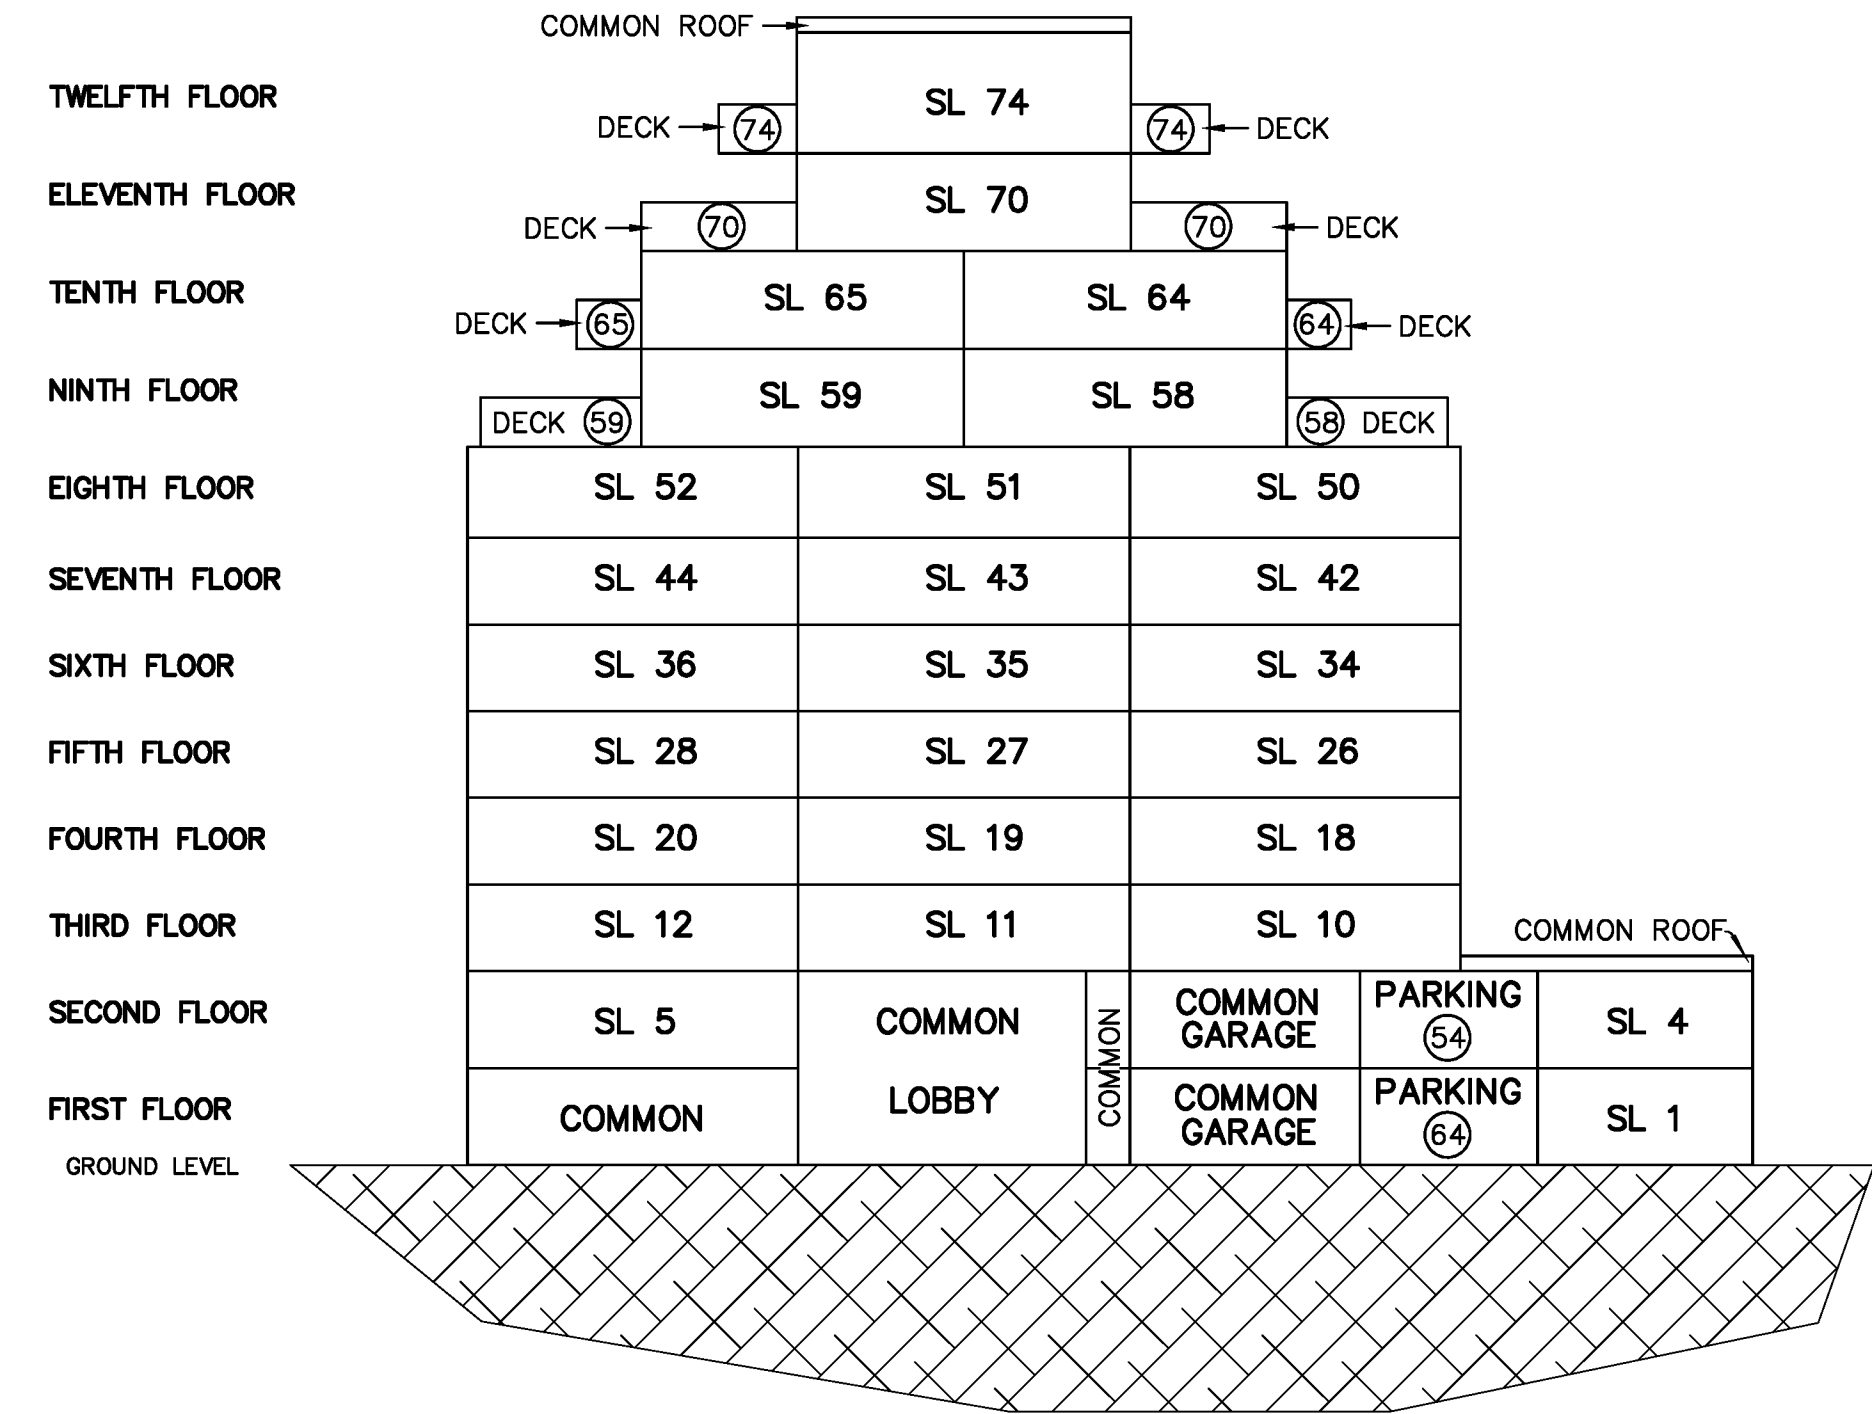 COMMON ROOF
TWELFTH FLOOR
SL 74
DECK 74
74 DECK
ELEVENTH FLOOR
SL 70
DECK 70
70 DECK
TENTH FLOOR
SL 65
SL 64
DECK 65
64 DECK
NINTH FLOOR
SL 59
SL 58
DECK 59
58 DECK
EIGHTH FLOOR
SL 52
SL 51
SL 50
SEVENTH FLOOR
SL 44
SL 43
SL 42
SIXTH FLOOR
SL 36
SL 35
SL 34
FIFTH FLOOR
SL 28
SL 27
SL 26
FOURTH FLOOR
SL 20
SL 19
SL 18
THIRD FLOOR
SL 12
SL 11
SL 10
COMMON ROOF
SECOND FLOOR
SL 5
COMMON
LOBBY
COMMON
COMMON
GARAGE
PARKING
54
SL 4
FIRST FLOOR
COMMON
COMMON
GARAGE
PARKING
64
SL 1
GROUND LEVEL